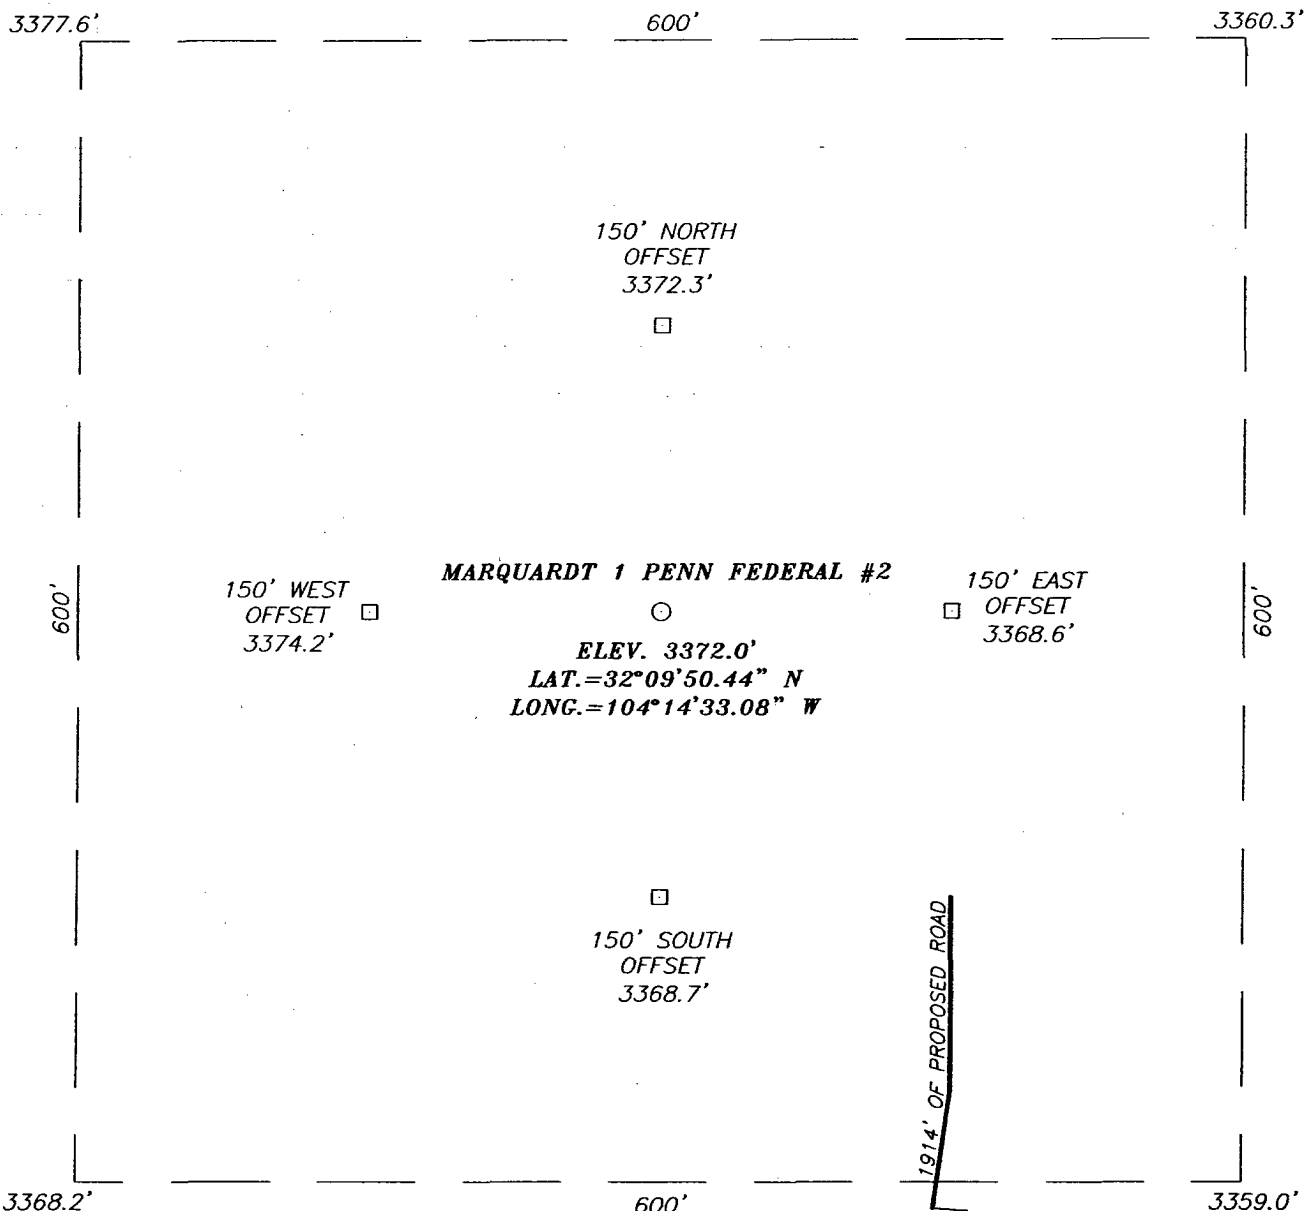 3377.6'
600'
3360.3'
150' NORTH
OFFSET
3372.3'
MARQUARDT 1 PENN FEDERAL #2
150' WEST
OFFSET
3374.2'
150' EAST
OFFSET
3368.6'
600'
600'
ELEV. 3372.0'
LAT.=32°09'50.44" N
LONG.=104°14'33.08" W
150' SOUTH
OFFSET
3368.7'
1914' OF PROPOSED ROAD
3368.2'
600'
3359.0'